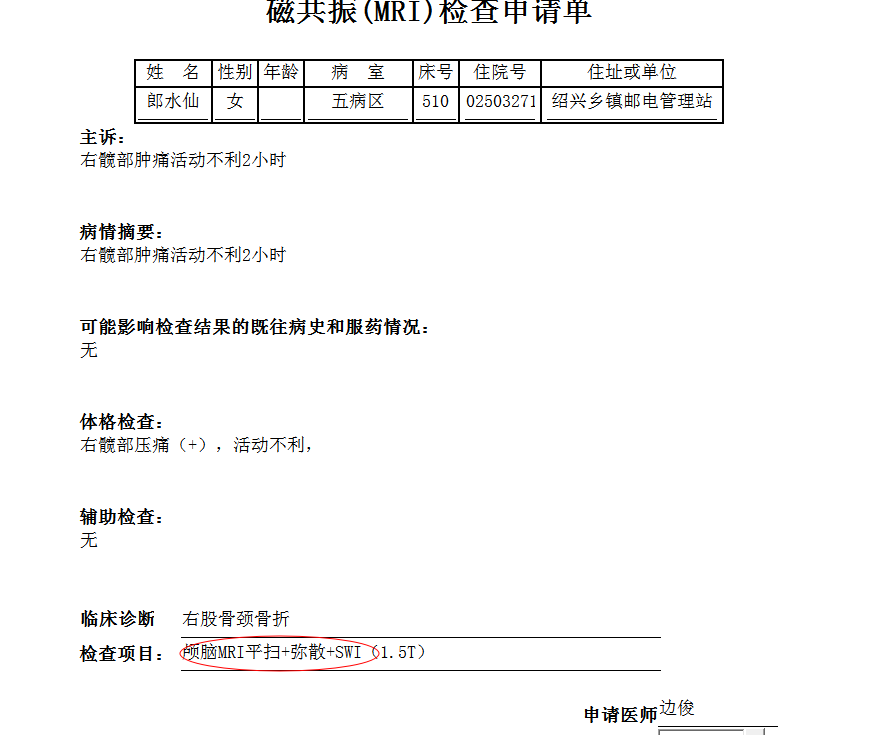 磁共振(MRI)检查申请单
姓 名 性别 年龄 病 室 床号 住院号 住址或单位
郎水仙 女 五病区 510 02503271 绍兴乡镇邮电管理站
主诉：
右髋部肿痛活动不利2小时
病情摘要：
右髋部肿痛活动不利2小时
可能影响检查结果的既往病史和服药情况：
无
体格检查：
右髋部压痛（+），活动不利，
辅助检查：
无
临床诊断 右股骨颈骨折
检查项目： 颅脑MRI平扫+弥散+SWI（1.5T）
申请医师 边俊